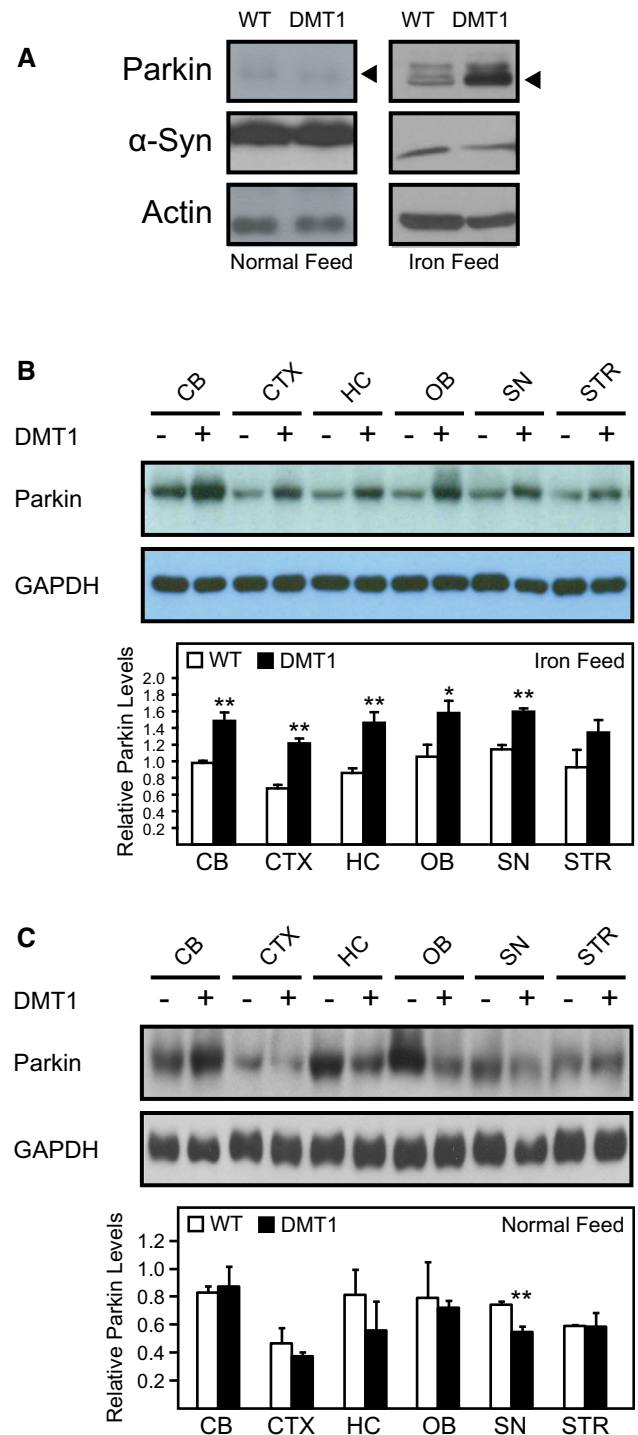 WT DMT1 WT DMT1
A
Parkin
α-Syn
Actin
Normal Feed Iron Feed
B
CB CTX HC OB SN STR
DMT1 - + - + - + - + - + - +
Parkin
GAPDH
WT DMT1 Iron Feed
Relative Parkin Levels
2.0
1.8
1.6
1.4
1.2
1.0
0.8
0.6
0.4
0.2
** ** ** * **
CB CTX HC OB SN STR
C
CB CTX HC OB SN STR
DMT1 - + - + - + - + - + - +
Parkin
GAPDH
WT DMT1 Normal Feed
Relative Parkin Levels
1.2
1.0
0.8
0.6
0.4
0.2
**
CB CTX HC OB SN STR